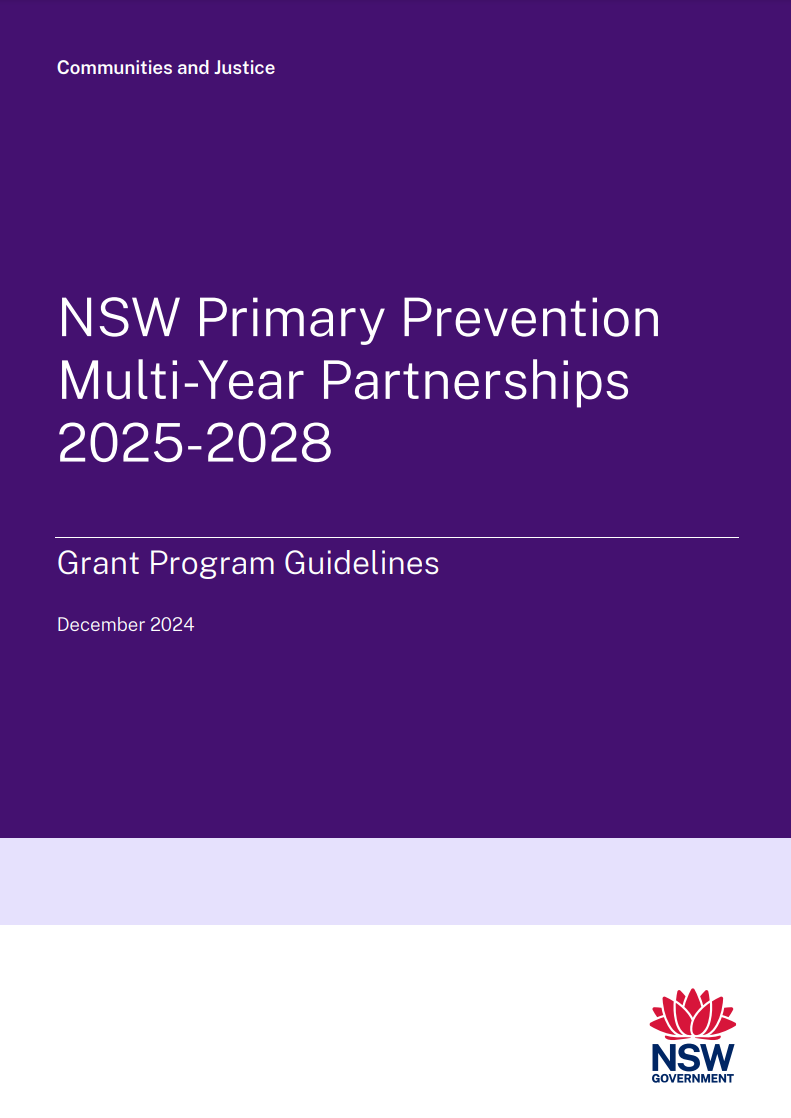 Communities and Justice
NSW Primary Prevention
Multi-Year Partnerships
2025-2028
Grant Program Guidelines
December 2024
NSW
GOVERNMENT